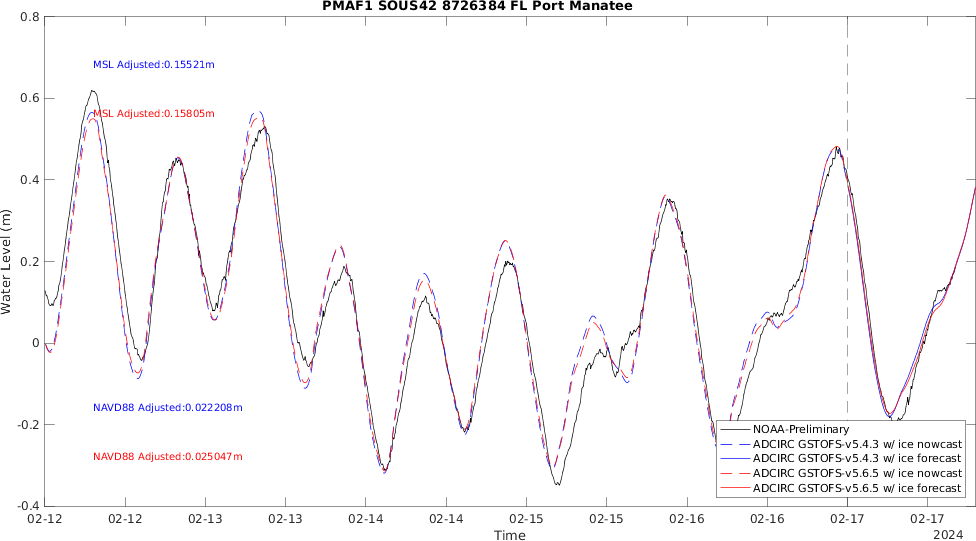 PMAF1 SOUS42 8726384 FL Port Manatee
0.8
0.6
0.4
0.2
0
-0.2
-0.4
Water Level (m)
MSL Adjusted:0.15521m
MSL Adjusted:0.15805m
NAVD88 Adjusted:0.022208m
NAVD88 Adjusted:0.025047m
NOAA-Preliminary
ADCIRC GSTOFS-v5.4.3 w/ ice nowcast
ADCIRC GSTOFS-v5.4.3 w/ ice forecast
ADCIRC GSTOFS-v5.6.5 w/ ice nowcast
ADCIRC GSTOFS-v5.6.5 w/ ice forecast
02-12 02-12 02-13 02-13 02-14 02-14 02-15 02-15 02-16 02-16 02-17 02-17
Time
2024